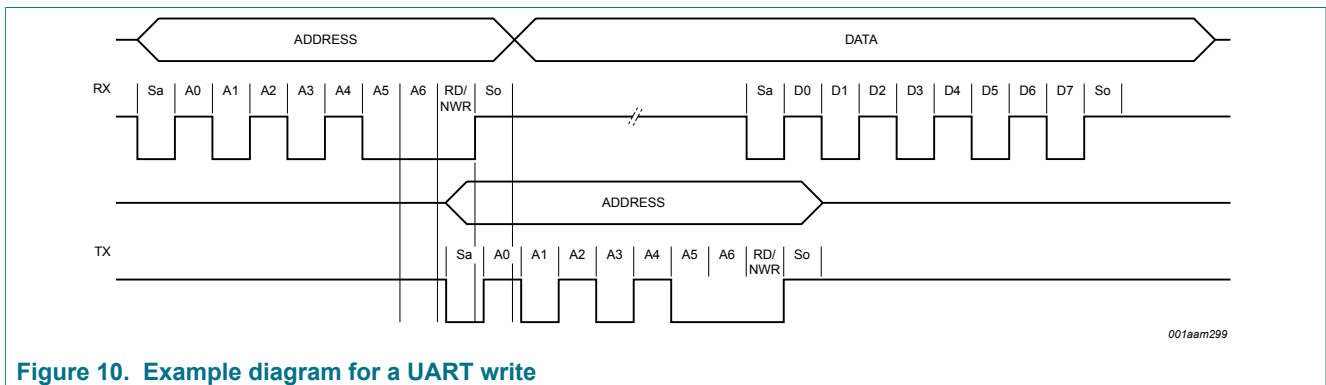 ADDRESS DATA
RX Sa A0 A1 A2 A3 A4 A5 A6 RD/ So Sa D0 D1 D2 D3 D4 D5 D6 D7 So
NWR
ADDRESS
TX Sa A0 A1 A2 A3 A4 A5 A6 RD/ So
NWR
001aam299
Figure 10. Example diagram for a UART write